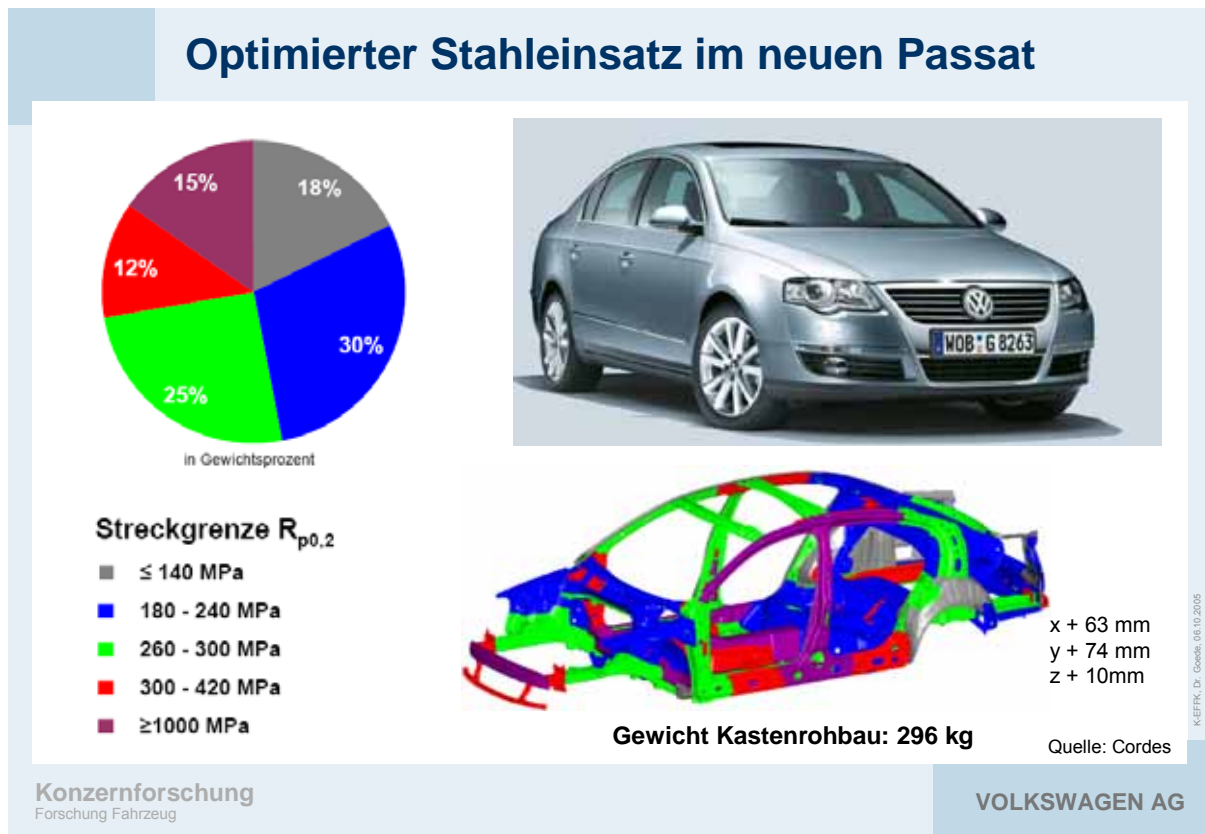 Optimierter Stahleinsatz im neuen Passat
15%
18%
12%
30%
25%
in Gewichtsprozent
WOB G 8263
Streckgrenze Rp0,2
≤ 140 MPa
180 - 240 MPa
260 - 300 MPa
300 - 420 MPa
≥1000 MPa
x + 63 mm
y + 74 mm
z + 10mm
Gewicht Kastenrohbau: 296 kg
Quelle: Cordes
K-EFFK, Dr. Goede, 06.10.2005
Konzernforschung
Forschung Fahrzeug
VOLKSWAGEN AG